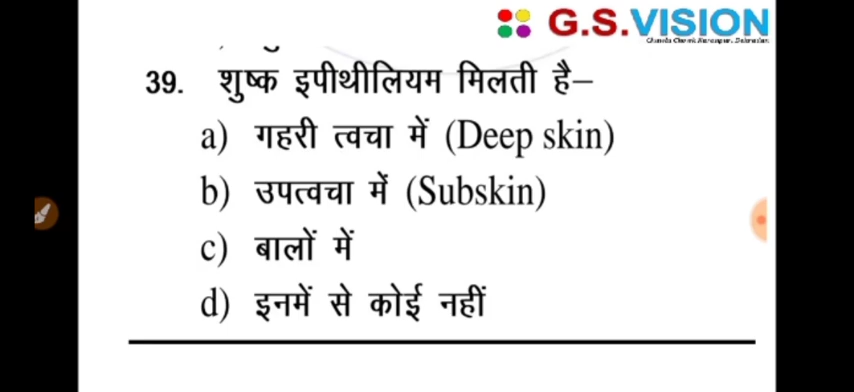 G.S.VISION
39. शुष्क इपीथीलियम मिलती है–
a) गहरी त्वचा में (Deep skin)
b) उपत्वचा में (Subskin)
c) बालों में
d) इनमें से कोई नहीं